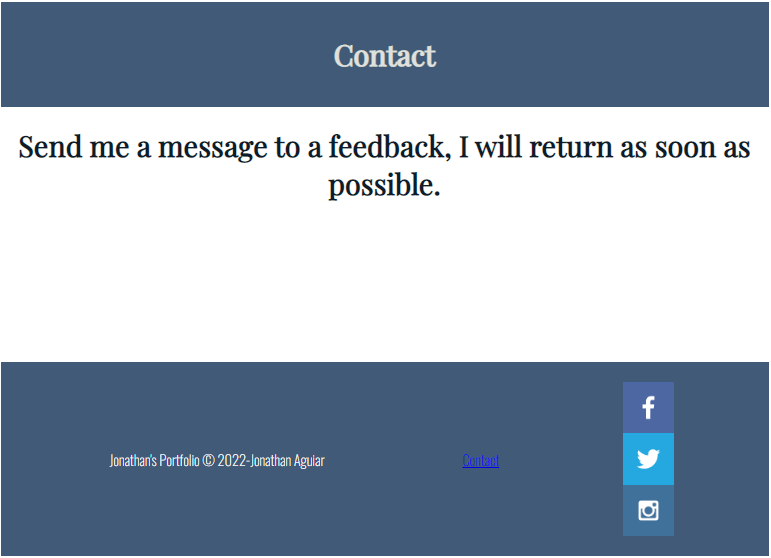 Contact
Send me a message to a feedback, I will return as soon as
possible.
Jonathan's Portfolio © 2022-Jonathan Aguiar
Contact